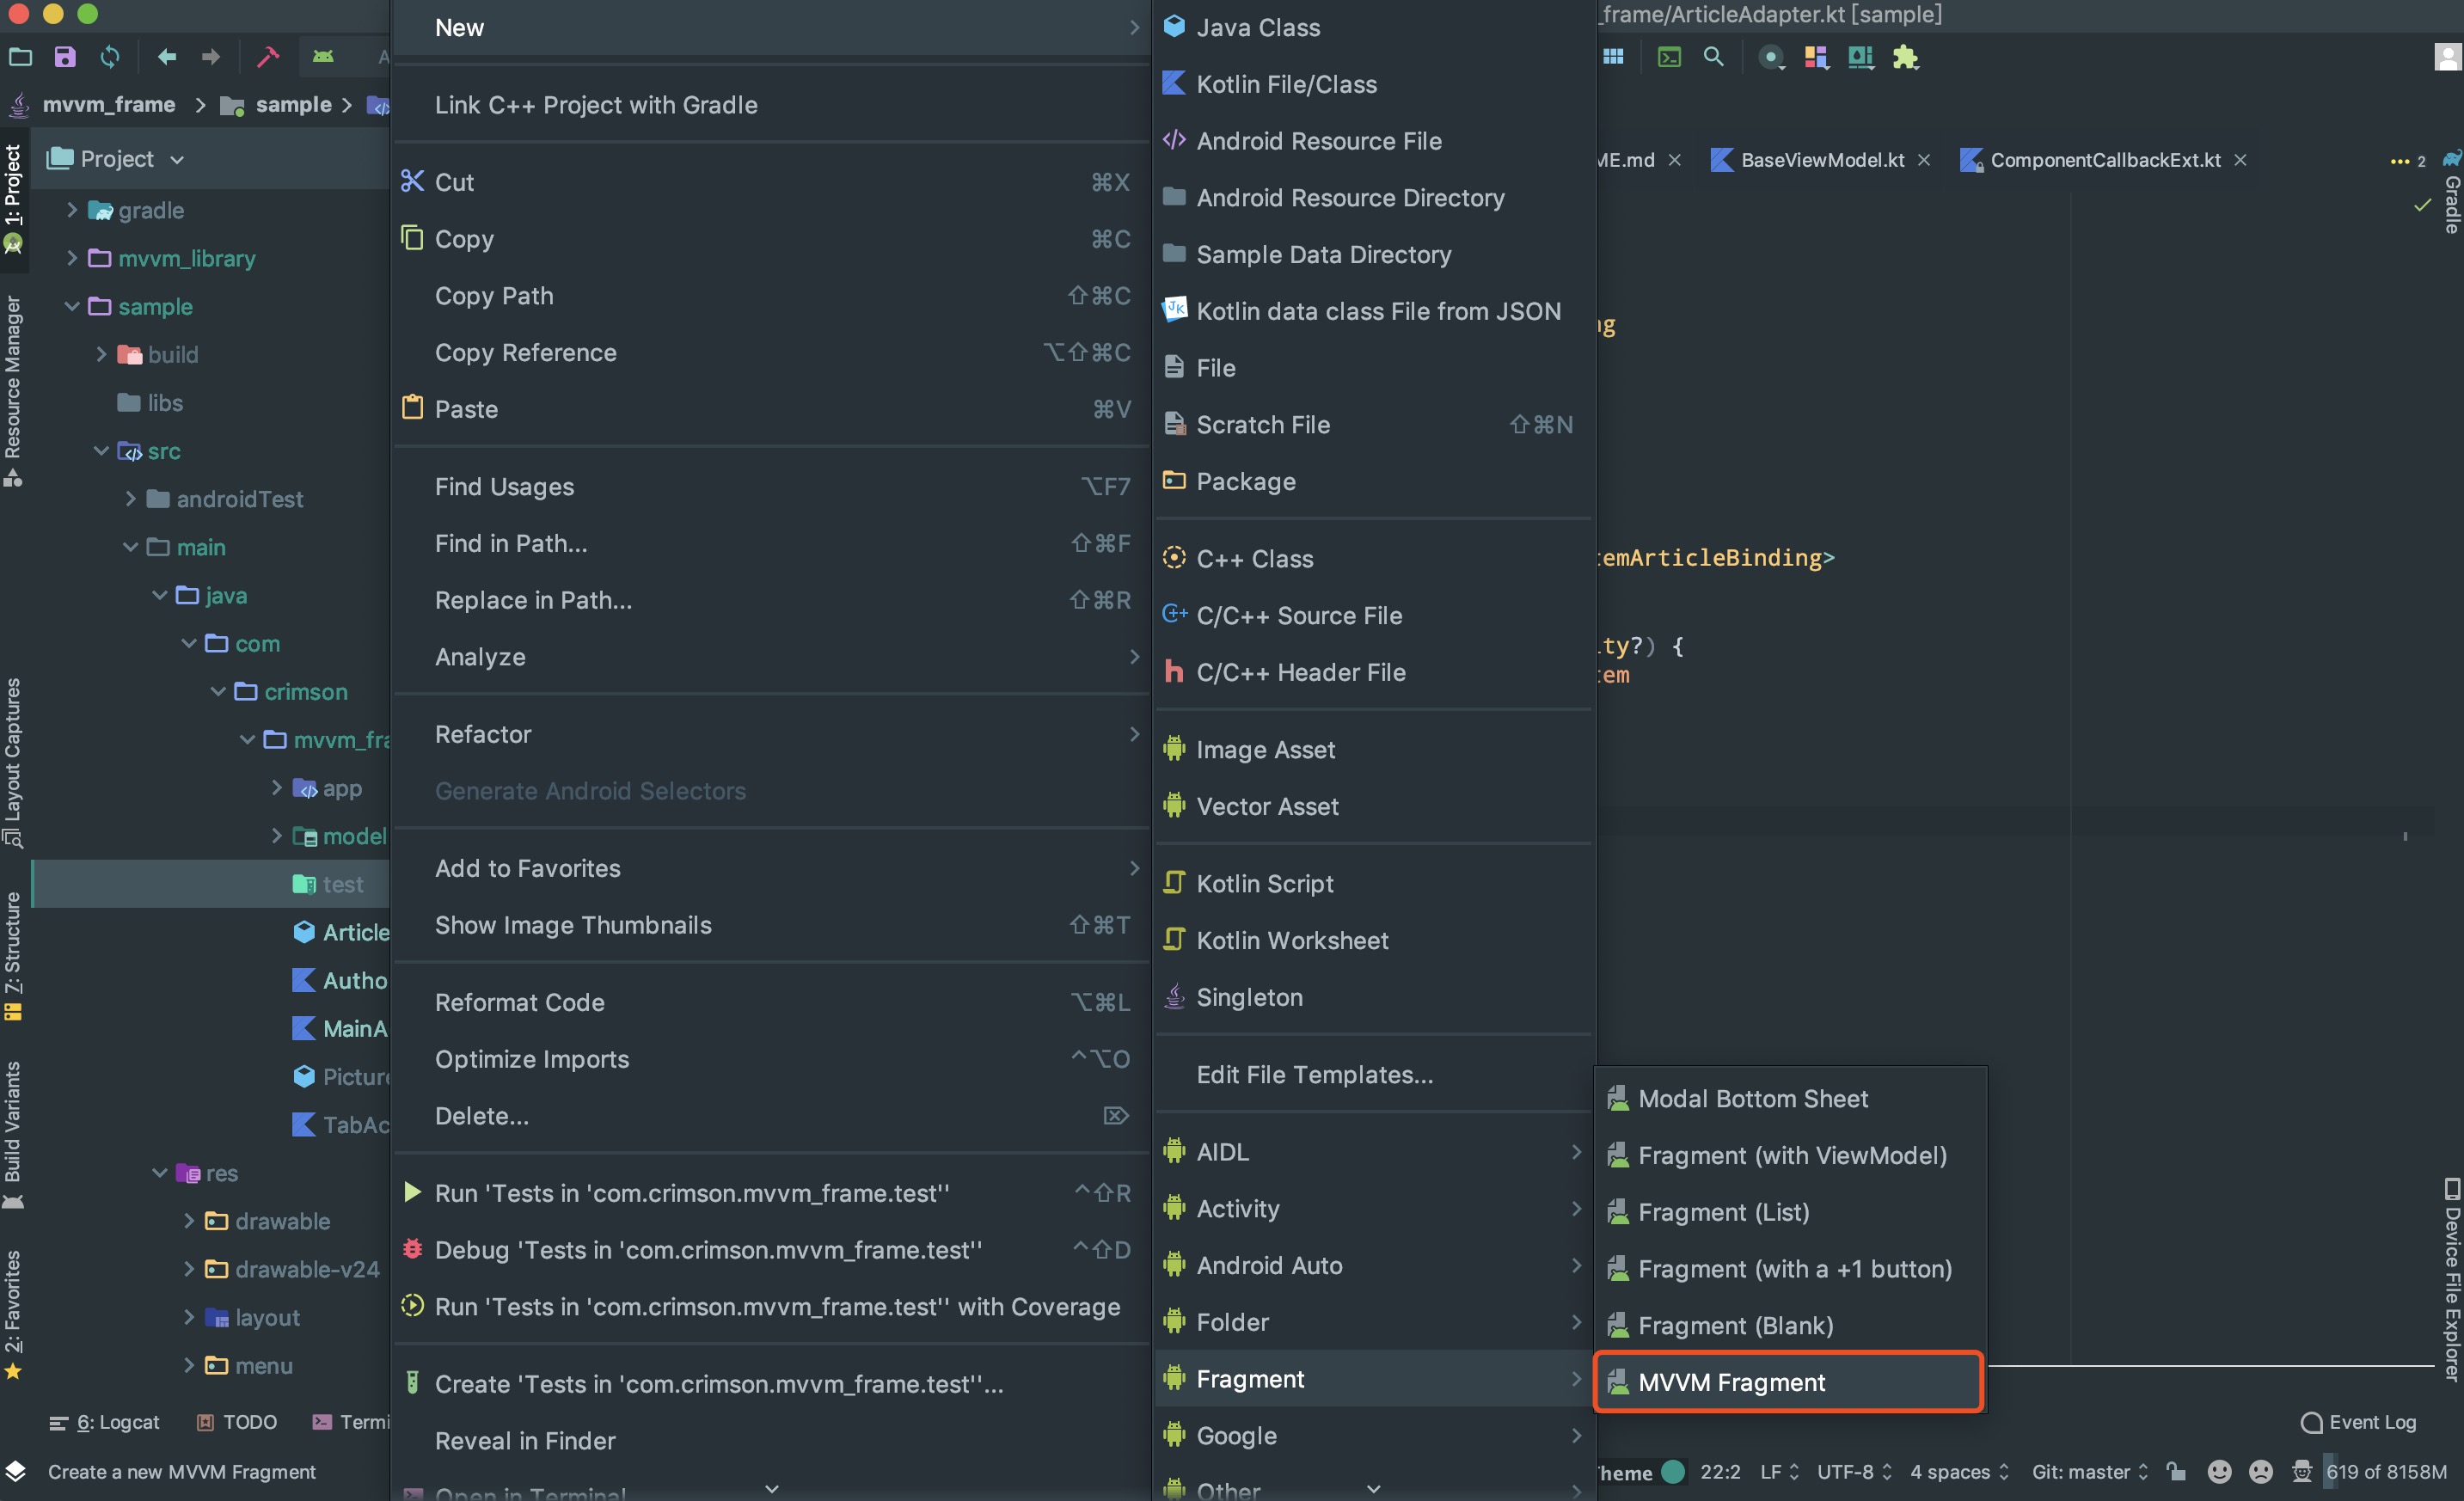 _frame/ArticleAdapter.kt [sample]
mvvm_frame
sample
Project
gradle
mvvm_library
sample
build
libs
src
androidTest
main
java
com
crimson
mvvm_fra
app
model
test
Article
Autho
MainA
Picture
TabAc
res
drawable
drawable-v24
layout
menu
1: Project
Resource Manager
Layout Captures
7: Structure
Build Variants
2: Favorites
New
Link C++ Project with Gradle
Cut ⌘X
Copy ⌘C
Copy Path ⇧⌘C
Copy Reference ⌥⇧⌘C
Paste ⌘V
Find Usages ⌥F7
Find in Path... ⇧⌘F
Replace in Path... ⇧⌘R
Analyze
Refactor
Generate Android Selectors
Add to Favorites
Show Image Thumbnails ⇧⌘T
Reformat Code ⌥⌘L
Optimize Imports ^⌥O
Delete... ⌦
Run 'Tests in 'com.crimson.mvvm_frame.test'' ^⇧R
Debug 'Tests in 'com.crimson.mvvm_frame.test'' ^⇧D
Run 'Tests in 'com.crimson.mvvm_frame.test'' with Coverage
Create 'Tests in 'com.crimson.mvvm_frame.test''...
Reveal in Finder
Open in Terminal
Java Class
Kotlin File/Class
Android Resource File
Android Resource Directory
Sample Data Directory
Kotlin data class File from JSON
File
Scratch File ⇧⌘N
Package
C++ Class
C/C++ Source File
C/C++ Header File
Image Asset
Vector Asset
Kotlin Script
Kotlin Worksheet
Singleton
Edit File Templates...
AIDL
Activity
Android Auto
Folder
Fragment
Google
Other
Modal Bottom Sheet
Fragment (with ViewModel)
Fragment (List)
Fragment (with a +1 button)
Fragment (Blank)
MVVM Fragment
ME.md
BaseViewModel.kt
ComponentCallbackExt.kt
2
emArticleBinding>
ty?) {
em
Gradle
Device File Explorer
6: Logcat
TODO
Termi
Event Log
Create a new MVVM Fragment
heme
22:2
LF
UTF-8
4 spaces
Git: master
619 of 8158M